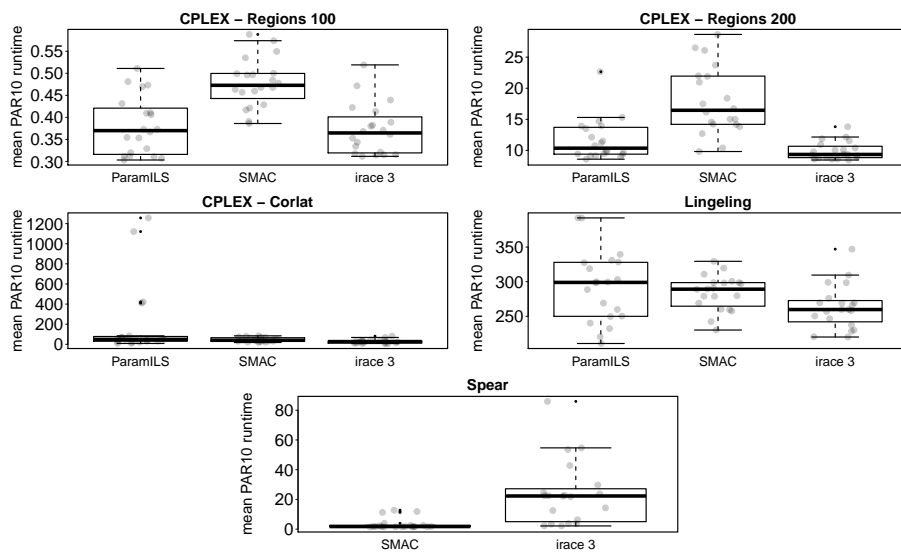 CPLEX – Regions 100
mean PAR10 runtime
0.55
0.50
0.45
0.40
0.35
0.30
ParamILS
SMAC
irace 3
CPLEX – Regions 200
mean PAR10 runtime
25
20
15
10
ParamILS
SMAC
irace 3
CPLEX – Corlat
mean PAR10 runtime
1200
1000
800
600
400
200
0
ParamILS
SMAC
irace 3
Lingeling
mean PAR10 runtime
350
300
250
ParamILS
SMAC
irace 3
Spear
mean PAR10 runtime
80
60
40
20
0
SMAC
irace 3